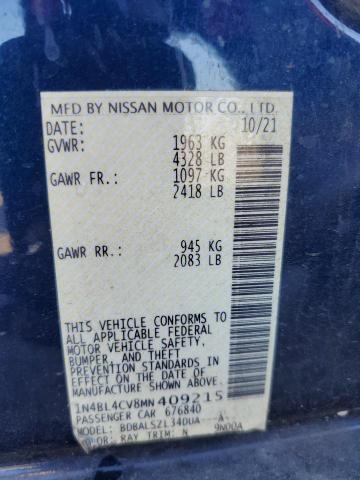 MFD BY NISSAN MOTOR CO., LTD.
DATE: 10/21
GVWR: 1963 KG
4328 LB
GAWR FR.: 1097 KG
2418 LB
GAWR RR.: 945 KG
2083 LB
THIS VEHICLE CONFORMS TO
ALL APPLICABLE FEDERAL
MOTOR VEHICLE SAFETY,
BUMPER, AND THEFT
PREVENTION STANDARDS
IN EFFECT ON THE DATE OF
MANUFACTURE SHOWN ABOVE.
1N4BL4CV8MN409215
PASSENGER CAR 676840
MODEL: BDBALSZL34DUA -----A-
COLOR: RAY TRIM: N 9N00A